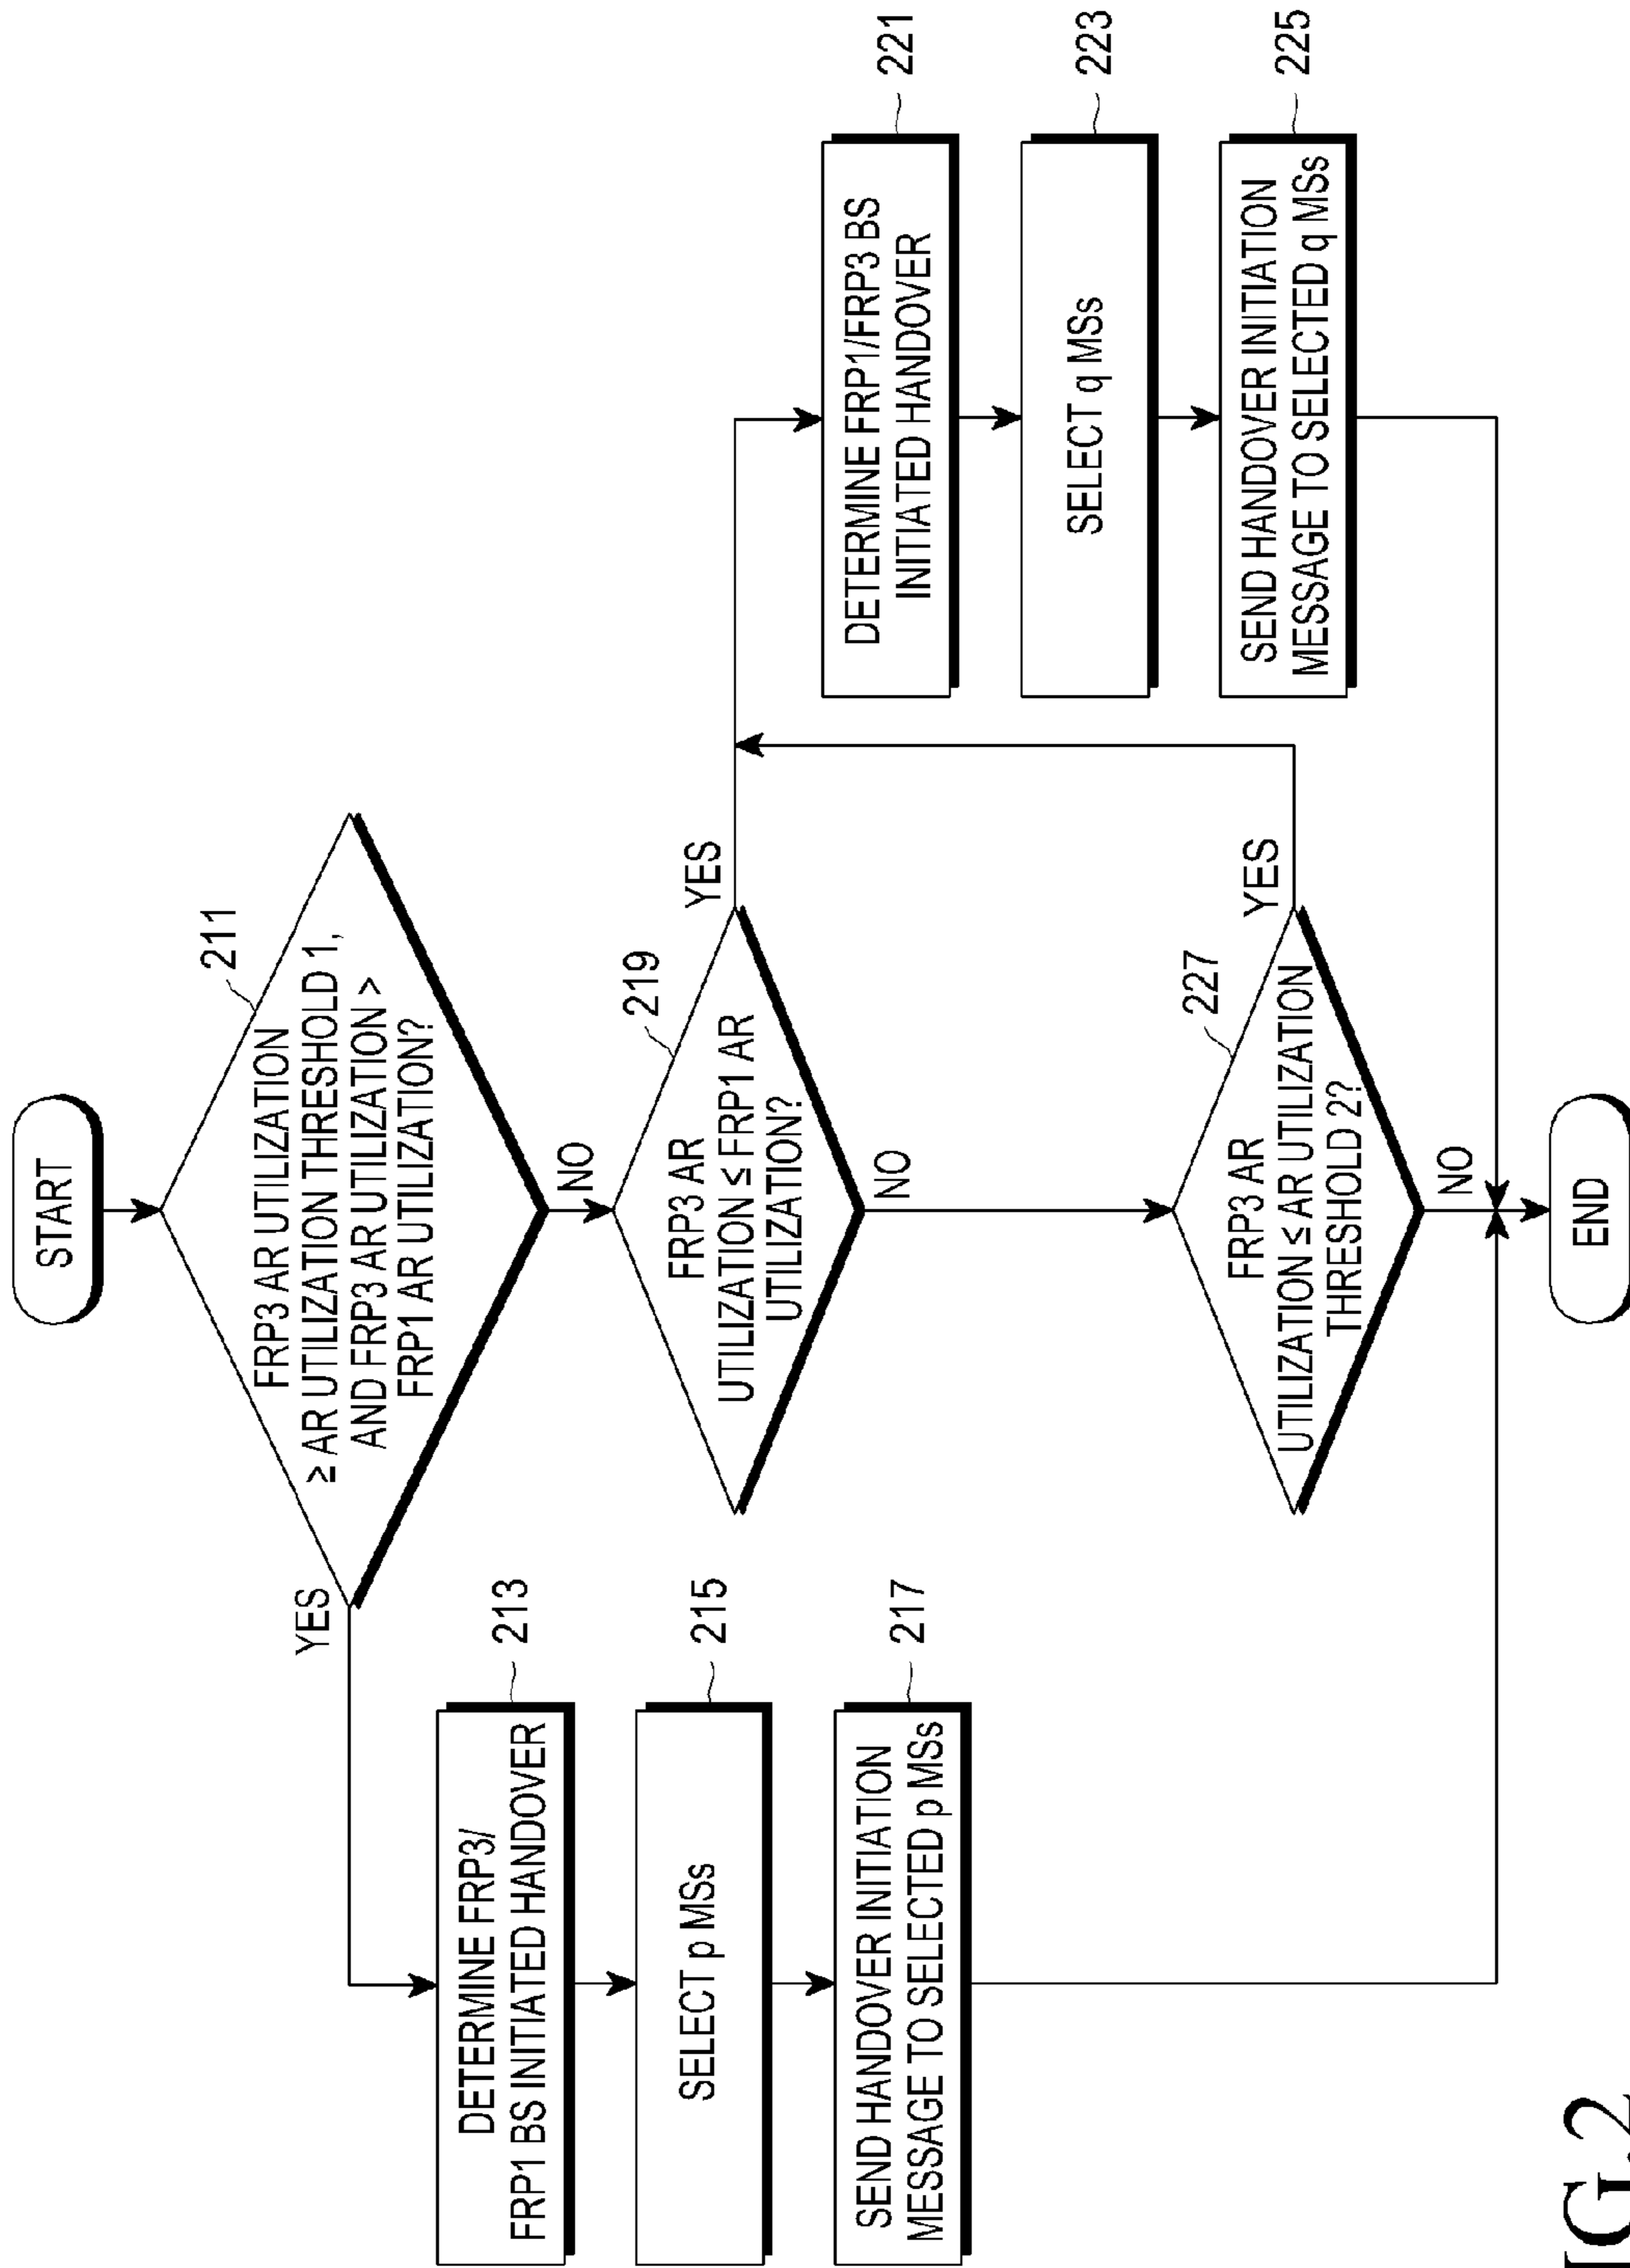 START
211
FRP3 AR UTILIZATION
≥ AR UTILIZATION THRESHOLD 1,
AND FRP3 AR UTILIZATION >
FRP1 AR UTILIZATION?
YES
NO
DETERMINE FRP3/
FRP1 BS INITIATED HANDOVER
213
SELECT p MSs
215
SEND HANDOVER INITIATION
MESSAGE TO SELECTED p MSs
217
219
FRP3 AR
UTILIZATION ≤ FRP1 AR
UTILIZATION?
YES
NO
DETERMINE FRP1/FRP3 BS
INITIATED HANDOVER
221
SELECT q MSs
223
SEND HANDOVER INITIATION
MESSAGE TO SELECTED q MSs
225
227
FRP3 AR
UTILIZATION ≤ AR UTILIZATION
THRESHOLD 2?
YES
NO
END
IG.2